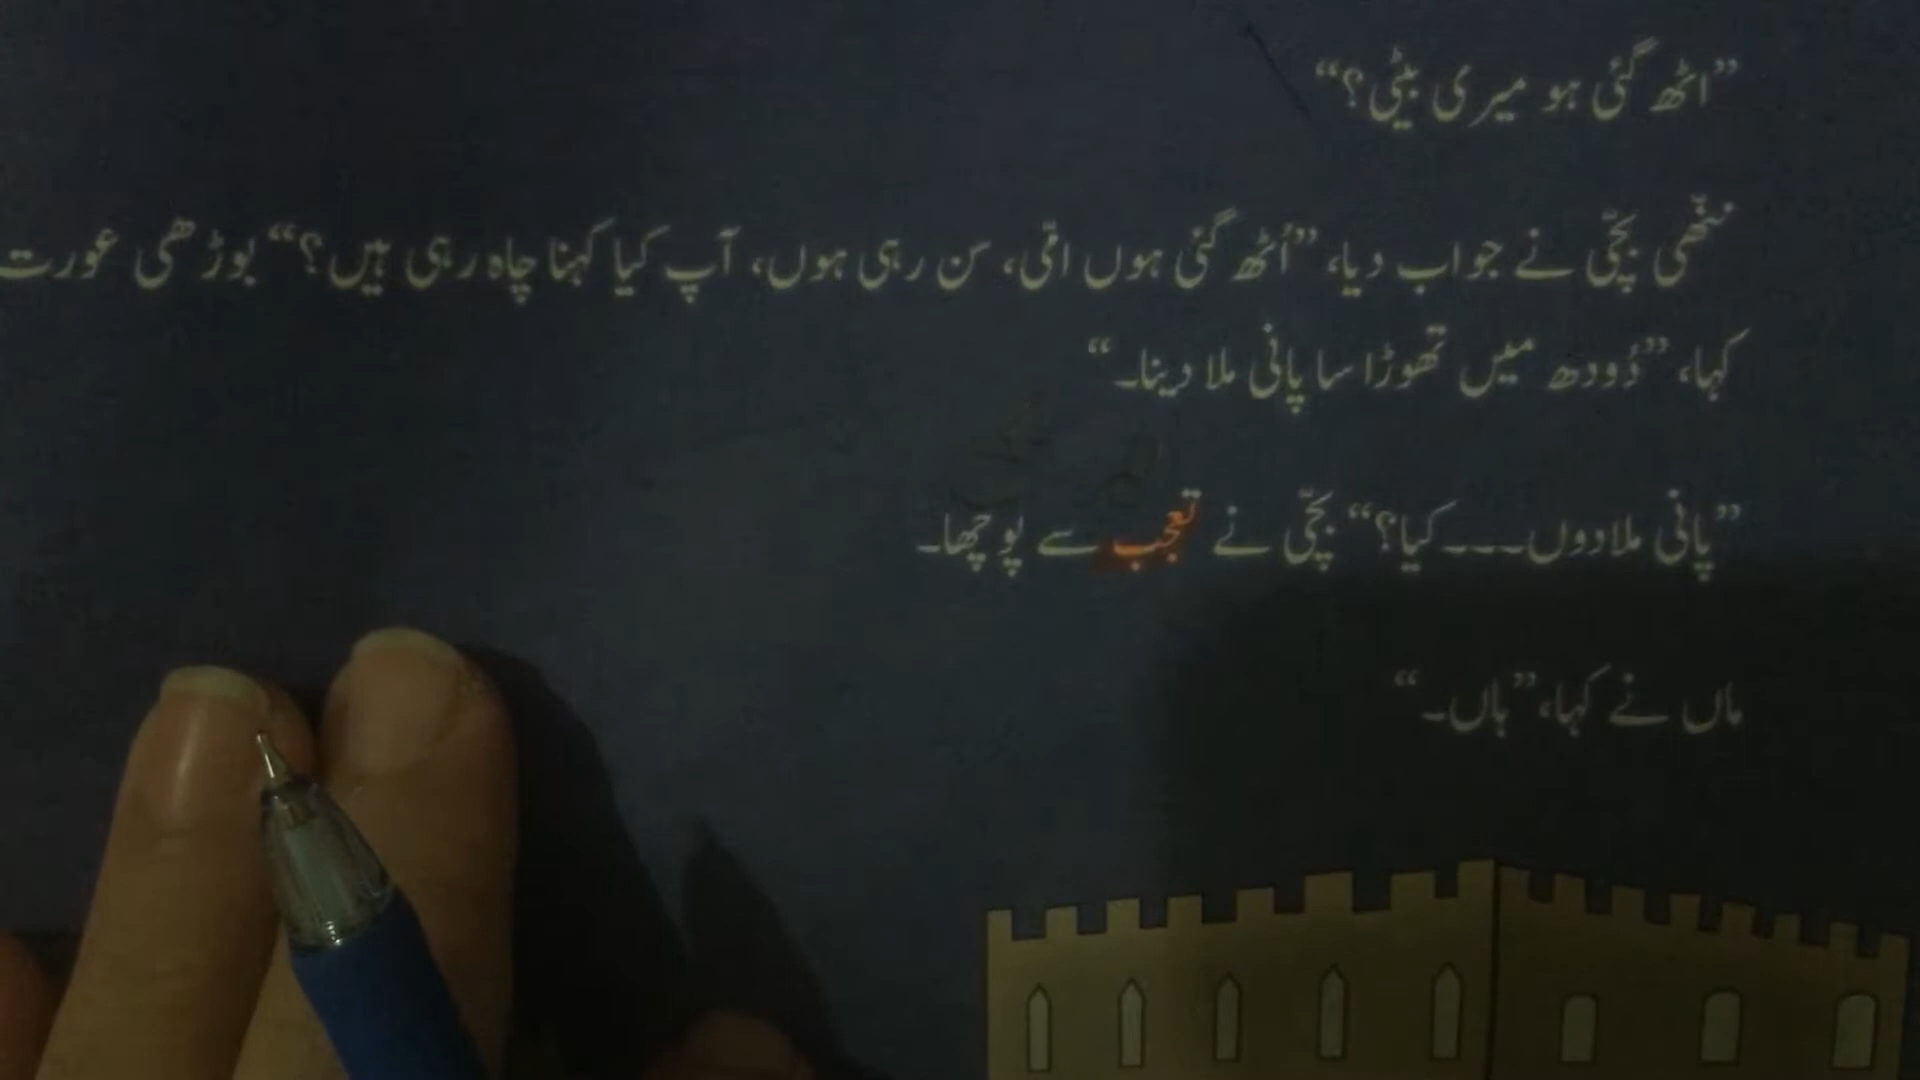 ”اٹھ گئی ہو میری بیٹی؟“
ننھی بچّی نے جواب دیا، ”اُٹھ گئی ہوں امّی، سن رہی ہوں، آپ کیا کہنا چاہ رہی ہیں؟“ بوڑھی عورت
کہا، ”دُودھ میں تھوڑا سا پانی ملا دینا۔“
”پانی ملادوں۔۔۔کیا؟“ بچّی نے تعجب سے پوچھا۔
ماں نے کہا،”ہاں۔“